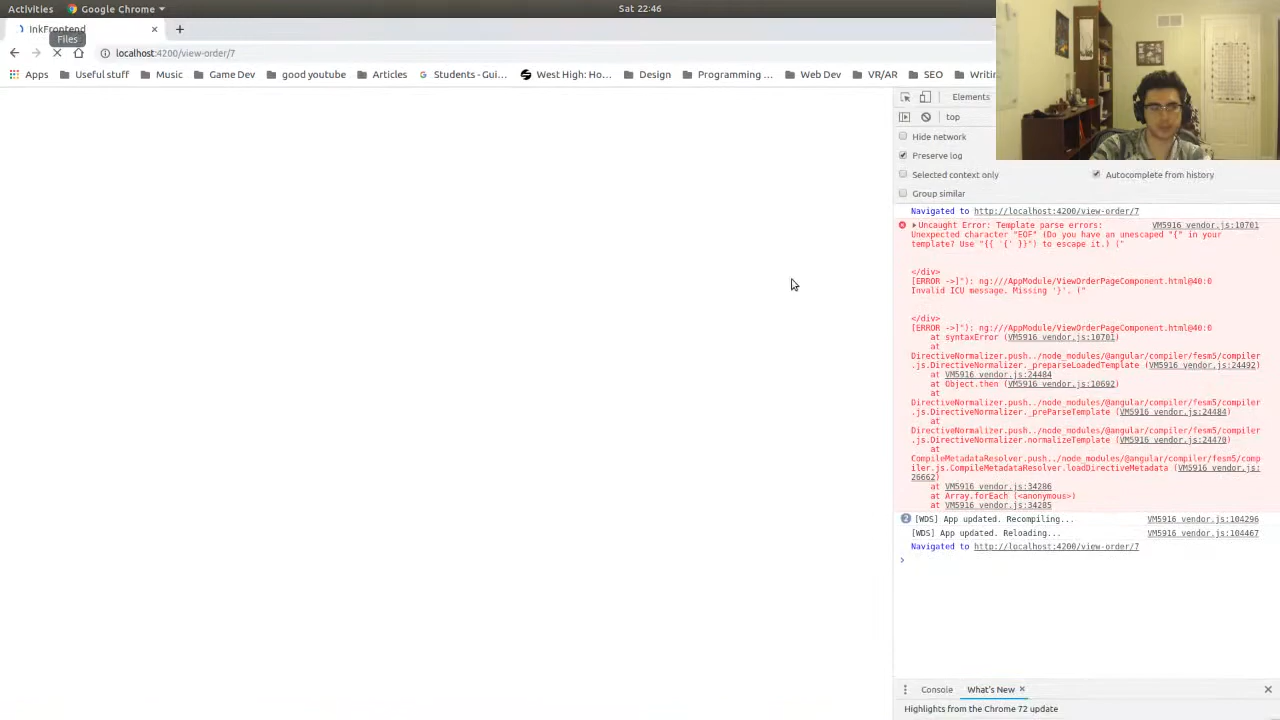 Activities Google Chrome Sat 22:46
InkFrontend
Files
localhost:4200/view-order/7
Apps Useful stuff Music Game Dev good youtube Articles Students - Gui... West High: Ho... Design Programming ... Web Dev VR/AR SEO Writin
Elements
top
Hide network
Preserve log
Selected context only Autocomplete from history
Group similar
Navigated to http://localhost:4200/view-order/7
Uncaught Error: Template parse errors: VM5916 vendor.js:10701
Unexpected character "EOF" (Do you have an unescaped "{" in your
template? Use "{{ '{' }}") to escape it.) ("
</div>
[ERROR ->]"): ng:///AppModule/ViewOrderPageComponent.html@40:0
Invalid ICU message. Missing '}'. ("
</div>
[ERROR ->]"): ng:///AppModule/ViewOrderPageComponent.html@40:0
at syntaxError (VM5916 vendor.js:10701)
at
DirectiveNormalizer.push../node_modules/@angular/compiler/fesm5/compiler
.js.DirectiveNormalizer._preparseLoadedTemplate (VM5916 vendor.js:24492)
at VM5916 vendor.js:24484
at Object.then (VM5916 vendor.js:10692)
at
DirectiveNormalizer.push../node_modules/@angular/compiler/fesm5/compiler
.js.DirectiveNormalizer._preParseTemplate (VM5916 vendor.js:24484)
at
DirectiveNormalizer.push../node_modules/@angular/compiler/fesm5/compiler
.js.DirectiveNormalizer.normalizeTemplate (VM5916 vendor.js:24470)
at
CompileMetadataResolver.push../node_modules/@angular/compiler/fesm5/comp
iler.js.CompileMetadataResolver.loadDirectiveMetadata (VM5916 vendor.js:
26662)
at VM5916 vendor.js:34286
at Array.forEach (<anonymous>)
at VM5916 vendor.js:34285
2 [WDS] App updated. Recompiling... VM5916 vendor.js:104296
[WDS] App updated. Reloading... VM5916 vendor.js:104467
Navigated to http://localhost:4200/view-order/7
Console What's New
Highlights from the Chrome 72 update